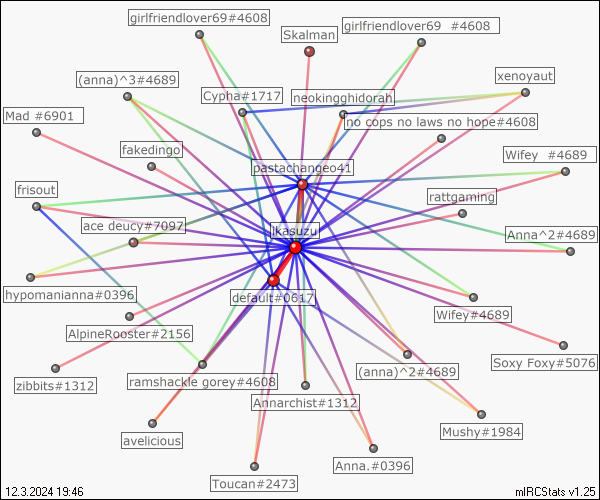 girlfriendlover69#4608
girlfriendlover69 #4608
Skalman
(anna)^3#4689
xenoyaut
Cypha#1717
neokingghidorah
Mad #6901
no cops no laws no hope#4608
fakedingo
Wifey #4689
pastachangeo41
frisout
rattgaming
ace deucy#7097
ikasuzu
Anna^2#4689
hypomanianna#0396
default#0617
Wifey#4689
AlpineRooster#2156
Soxy Foxy#5076
zibbits#1312
ramshackle gorey#4608
(anna)^2#4689
Annarchist#1312
avelicious
Mushy#1984
Anna.#0396
Toucan#2473
12.3.2024 19:46
mIRCStats v1.25